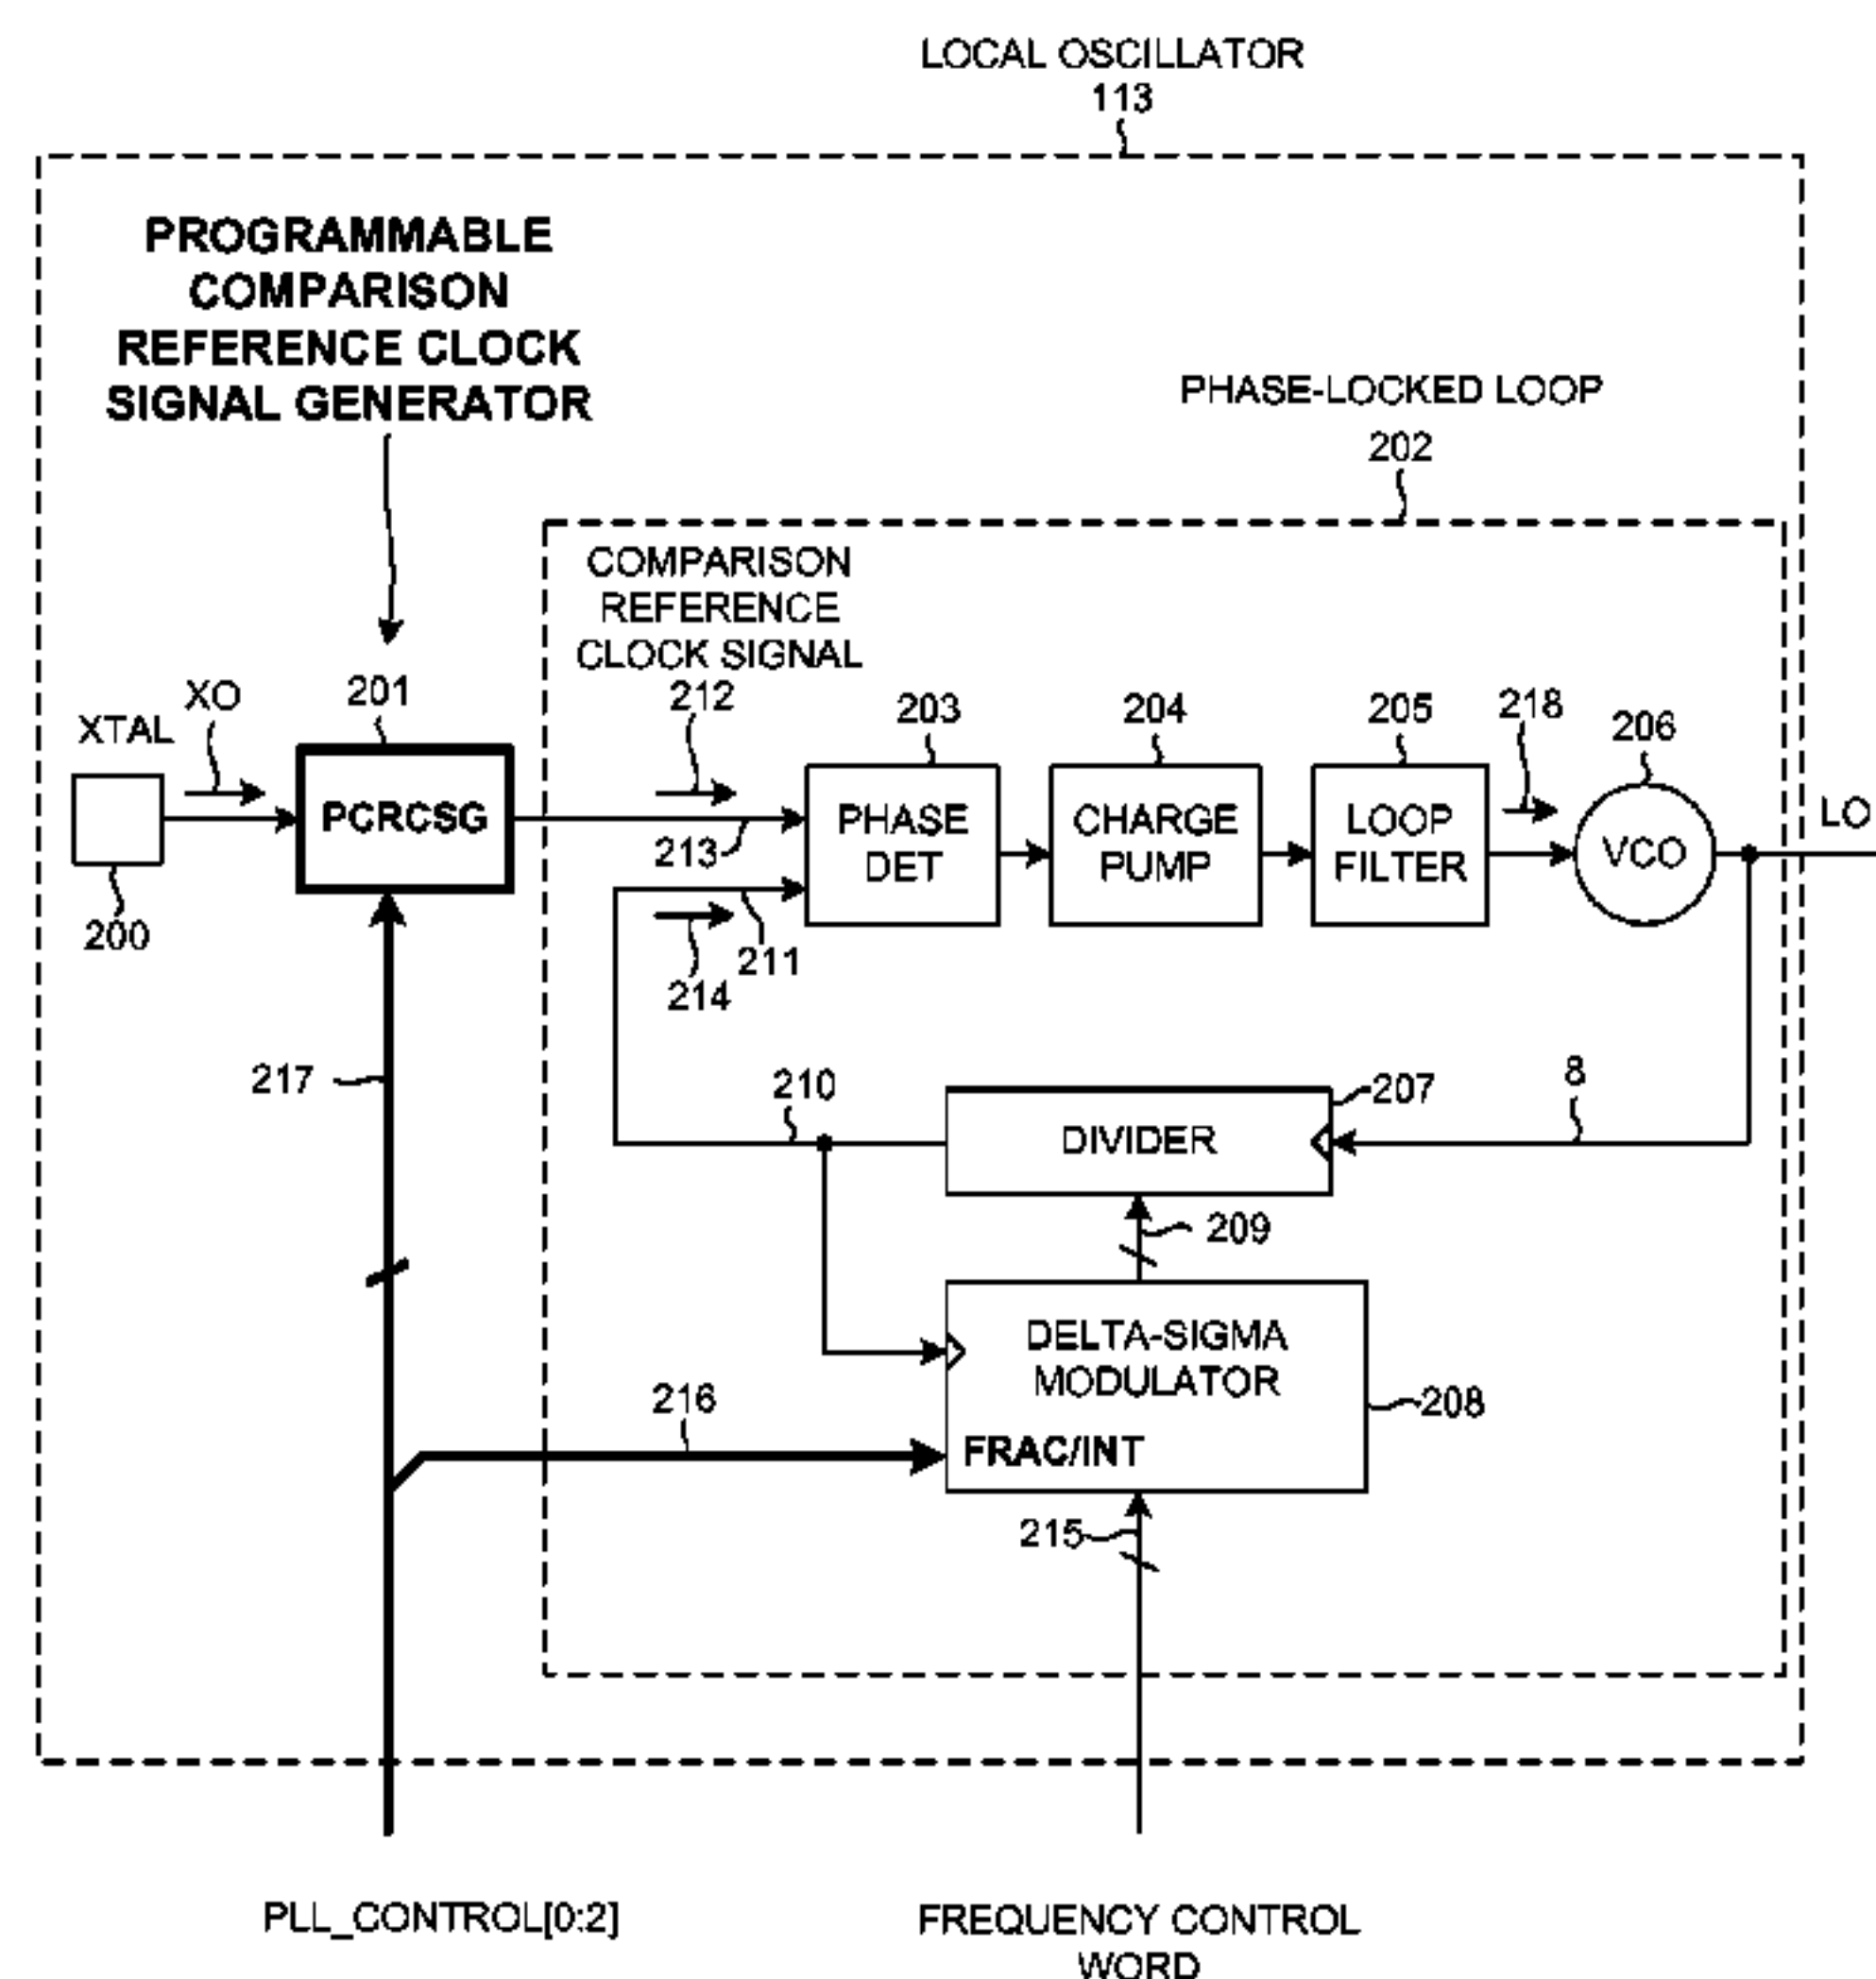 LOCAL OSCILLATOR
113
PROGRAMMABLE
COMPARISON
REFERENCE CLOCK
SIGNAL GENERATOR
PHASE-LOCKED LOOP
202
COMPARISON
REFERENCE
CLOCK SIGNAL
XTAL
XO
201
212
203
204
205
218
206
PCRCSG
213
PHASE
DET
CHARGE
PUMP
LOOP
FILTER
VCO
LO
200
211
214
217
210
207
8
DIVIDER
209
DELTA-SIGMA
MODULATOR
208
216
FRAC/INT
215
PLL_CONTROL[0:2]
FREQUENCY CONTROL
WORD